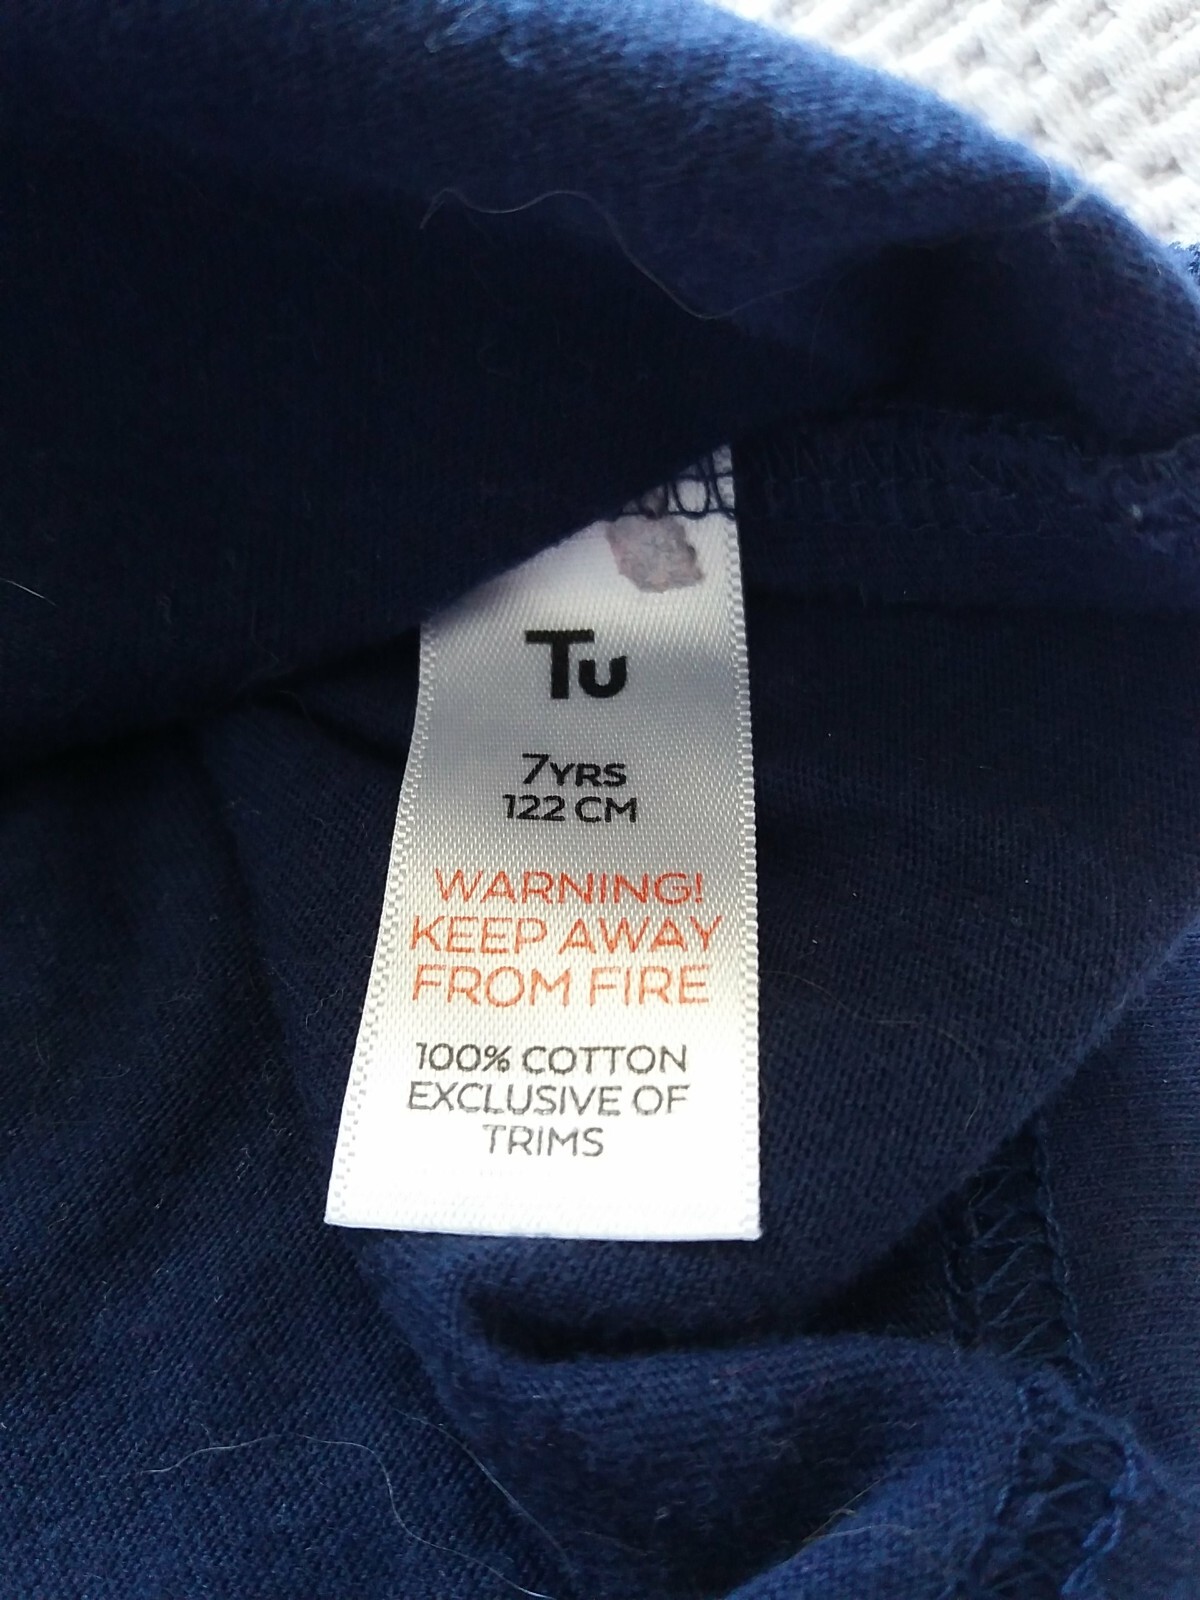 Tu
7YRS
122 CM
WARNING!
KEEP AWAY
FROM FIRE
100% COTTON
EXCLUSIVE OF
TRIMS